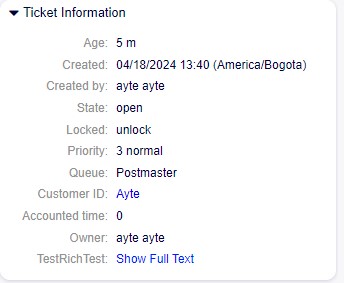 Ticket Information
Age: 5 m
Created: 04/18/2024 13:40 (America/Bogota)
Created by: ayte ayte
State: open
Locked: unlock
Priority: 3 normal
Queue: Postmaster
Customer ID: Ayte
Accounted time: 0
Owner: ayte ayte
TestRichTest: Show Full Text